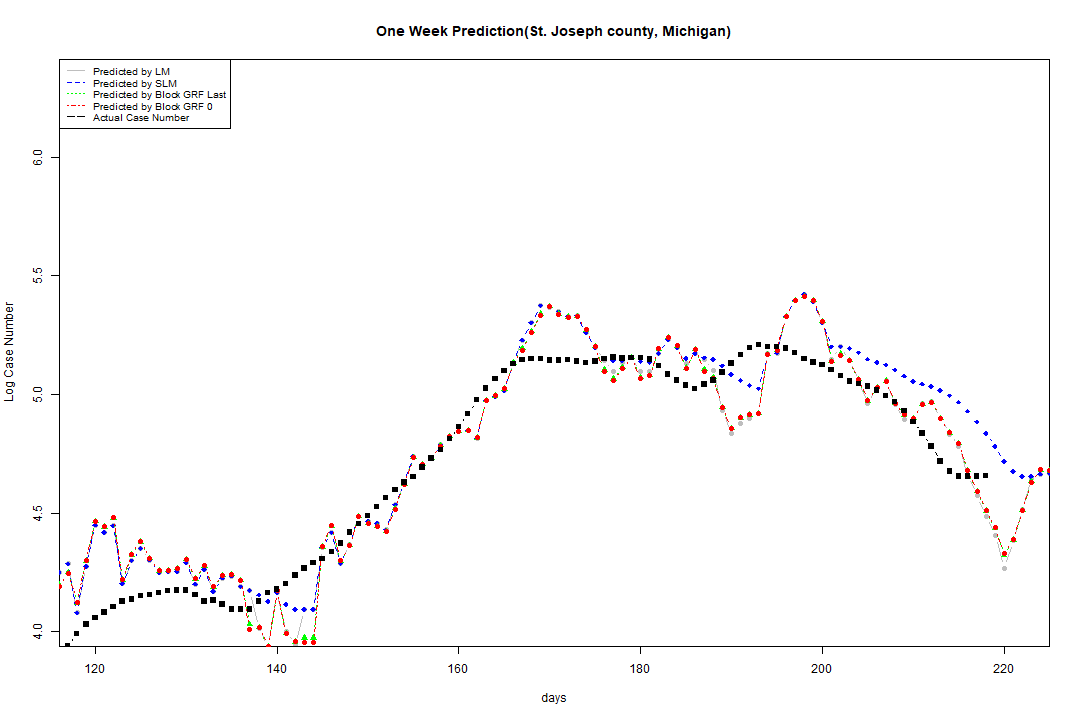 One Week Prediction(St. Joseph county, Michigan)
Predicted by LM
Predicted by SLM
Predicted by Block GRF Last
Predicted by Block GRF 0
Actual Case Number
6.0
5.5
5.0
4.5
4.0
Log Case Number
120 140 160 180 200 220
days